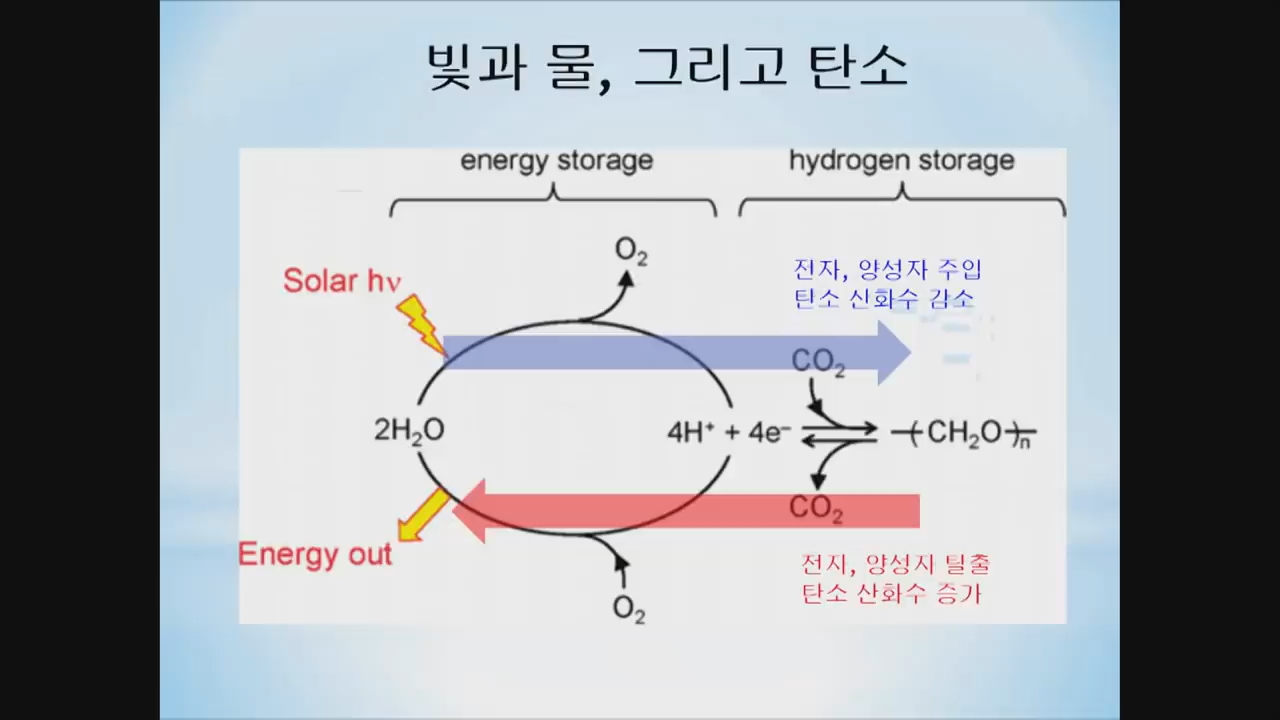 빛과 물, 그리고 탄소
energy storage
hydrogen storage
O₂
Solar hν
전자, 양성자 주입
탄소 산화수 감소
CO₂
2H₂O
4H⁺ + 4e⁻
-(CH₂O)-n
CO₂
Energy out
전자, 양성자 탈출
탄소 산화수 증가
O₂